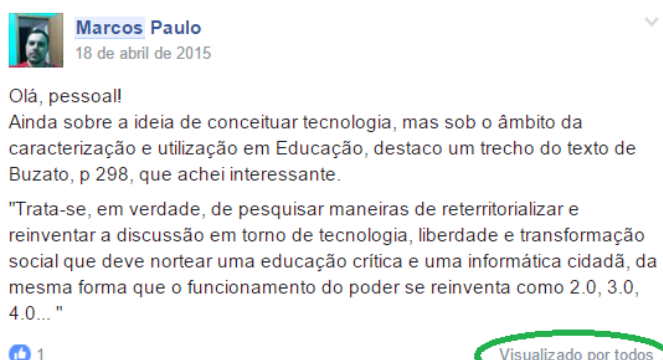 Marcos Paulo
18 de abril de 2015
Olá, pessoal!
Ainda sobre a ideia de conceituar tecnologia, mas sob o âmbito da
caracterização e utilização em Educação, destaco um trecho do texto de
Buzato, p 298, que achei interessante.
"Trata-se, em verdade, de pesquisar maneiras de reterritorializar e
reinventar a discussão em torno de tecnologia, liberdade e transformação
social que deve nortear uma educação crítica e uma informática cidadã, da
mesma forma que o funcionamento do poder se reinventa como 2.0, 3.0,
4.0... "
1
Visualizado por todos